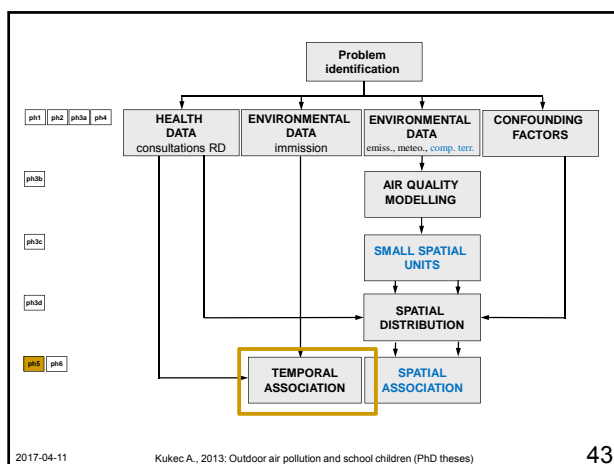 Problem
identification
ph1 ph2 ph3a ph4
HEALTH
DATA
consultations RD
ENVIRONMENTAL
DATA
immission
ENVIRONMENTAL
DATA
emiss., meteo., comp. terr.
CONFOUNDING
FACTORS
ph3b
AIR QUALITY
MODELLING
ph3c
SMALL SPATIAL
UNITS
ph3d
SPATIAL
DISTRIBUTION
ph5 ph6
TEMPORAL
ASSOCIATION
SPATIAL
ASSOCIATION
2017-04-11
Kukec A., 2013: Outdoor air pollution and school children (PhD theses)
43